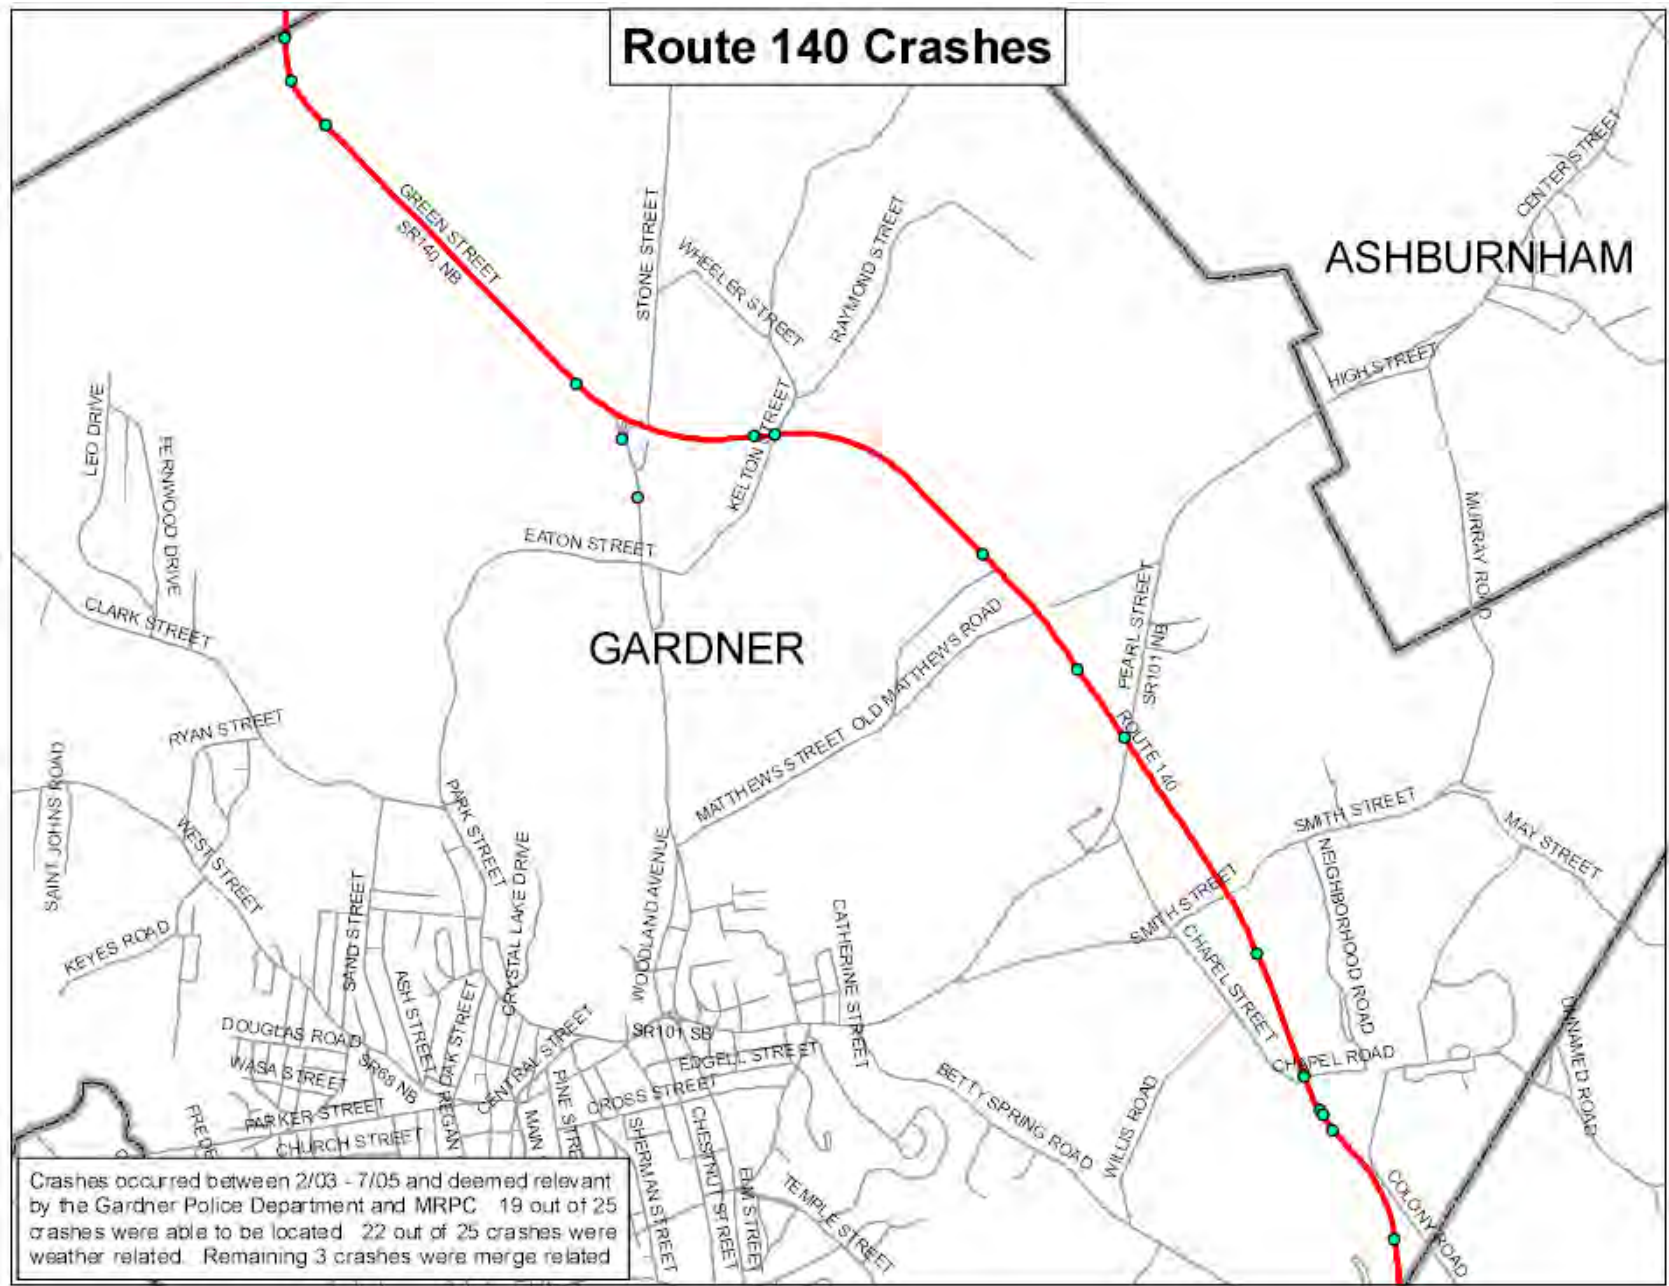 Route 140 Crashes
CENTER STREET
ASHBURNHAM
GREEN STREET
SR140 NB
STONE STREET
WHEELER STREET
RAYMOND STREET
HIGH STREET
LEO DRIVE
FERNWOOD DRIVE
KELTON STREET
MURRAY ROAD
EATON STREET
CLARK STREET
GARDNER
PEARL STREET
SR101 NB
OLD MATTHEWS ROAD
ROUTE 140
RYAN STREET
SAINT JOHNS ROAD
MATTHEWS STREET
PARK STREET
SMITH STREET
MAY STREET
WEST STREET
CRYSTAL LAKE DRIVE
WOODLAND AVENUE
NEIGHBORHOOD ROAD
SAND STREET
CATHERINE STREET
SMITH STREET
KEYES ROAD
CHAPEL STREET
ASH STREET
OAK STREET
UNNAMED ROAD
DOUGLAS ROAD
CENTRAL STREET
SR101 SB
EDGELL STREET
CHAPEL ROAD
WASA STREET
SR68 NB
REGAN
PINE STRE
CROSS STREET
BETTY SPRING ROAD
WILLIS ROAD
FREDE
PARKER STREET
MAIN
CHURCH STREET
SHERMAN STREET
CHESTNUT STREET
ELM STREET
TEMPLE STREET
COLONY ROAD
Crashes occurred between 2/03 - 7/05 and deemed relevant
by the Gardner Police Department and MRPC 19 out of 25
crashes were able to be located 22 out of 25 crashes were
weather related. Remaining 3 crashes were merge related